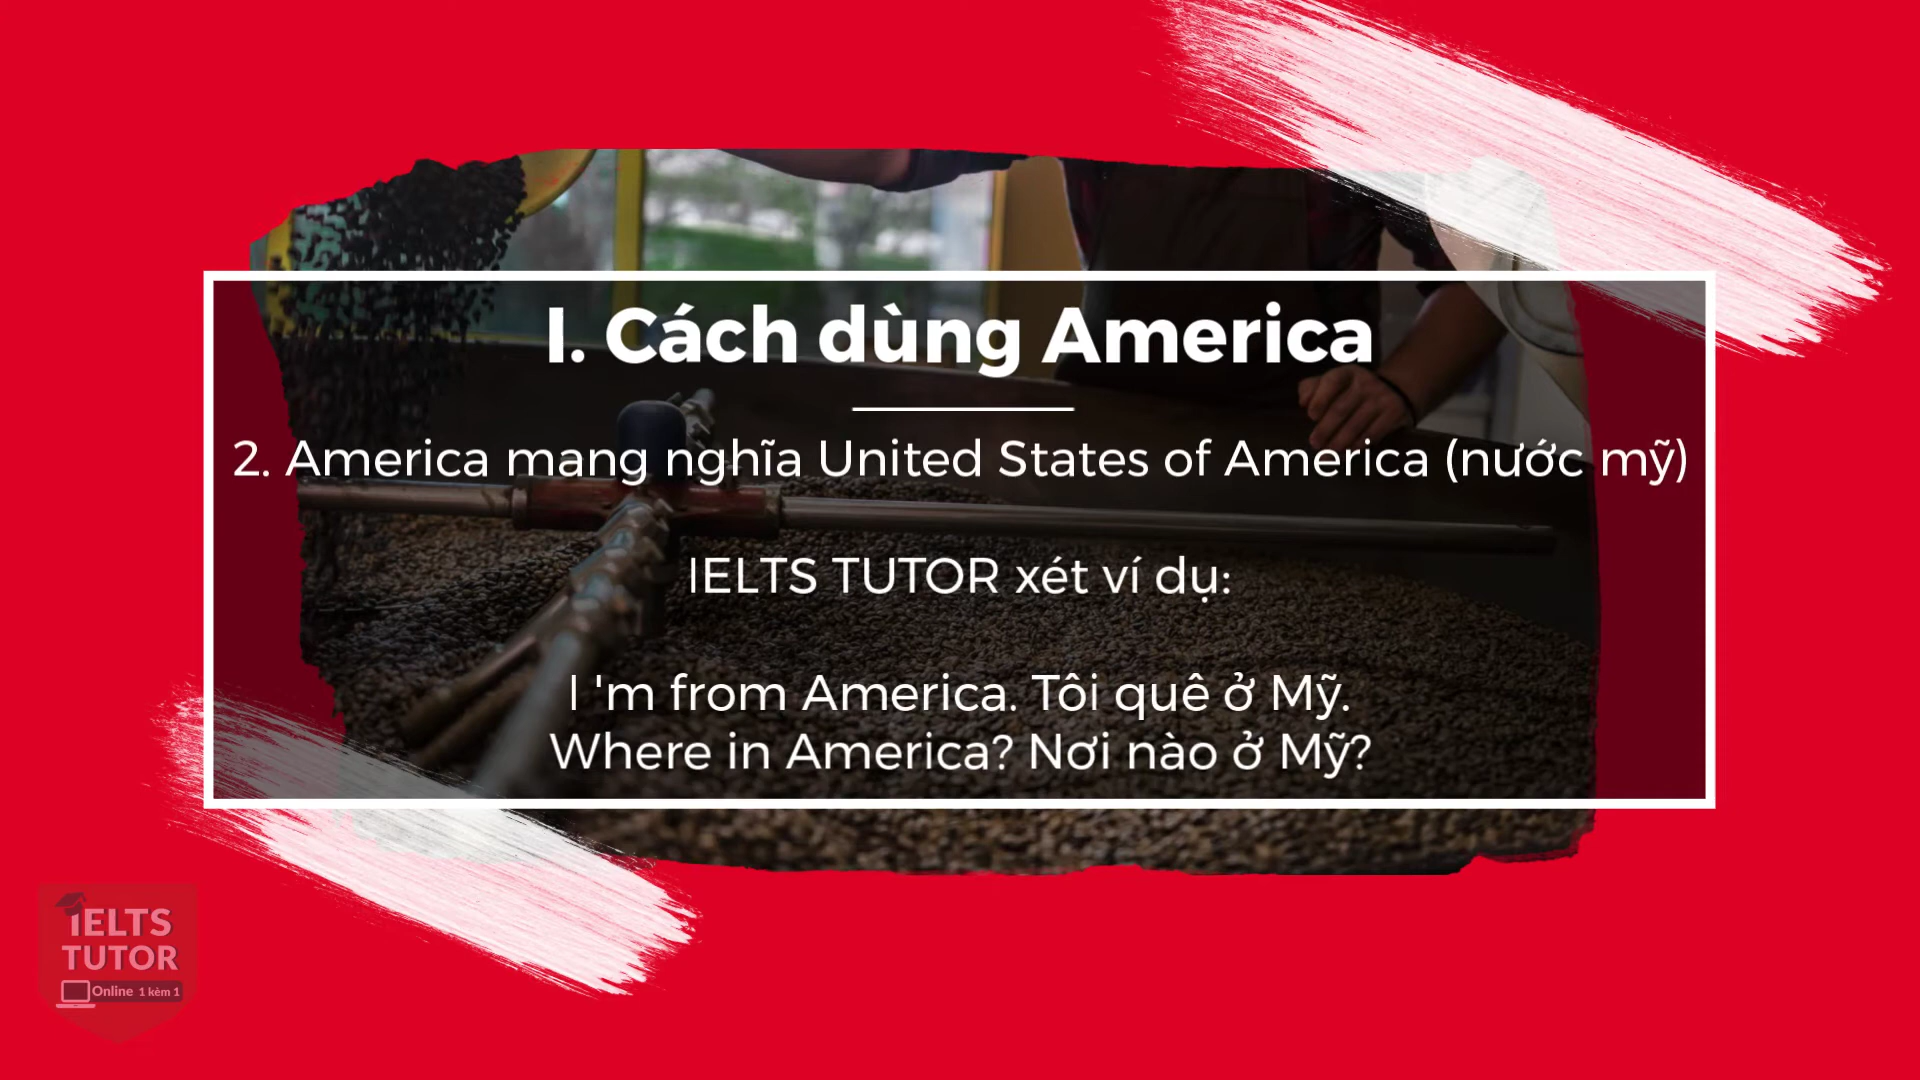 I. Cách dùng America
2. America mang nghĩa United States of America (nước mỹ)
IELTS TUTOR xét ví dụ:
I 'm from America. Tôi quê ở Mỹ.
Where in America? Nơi nào ở Mỹ?
IELTS
TUTOR
Online 1 kèm 1